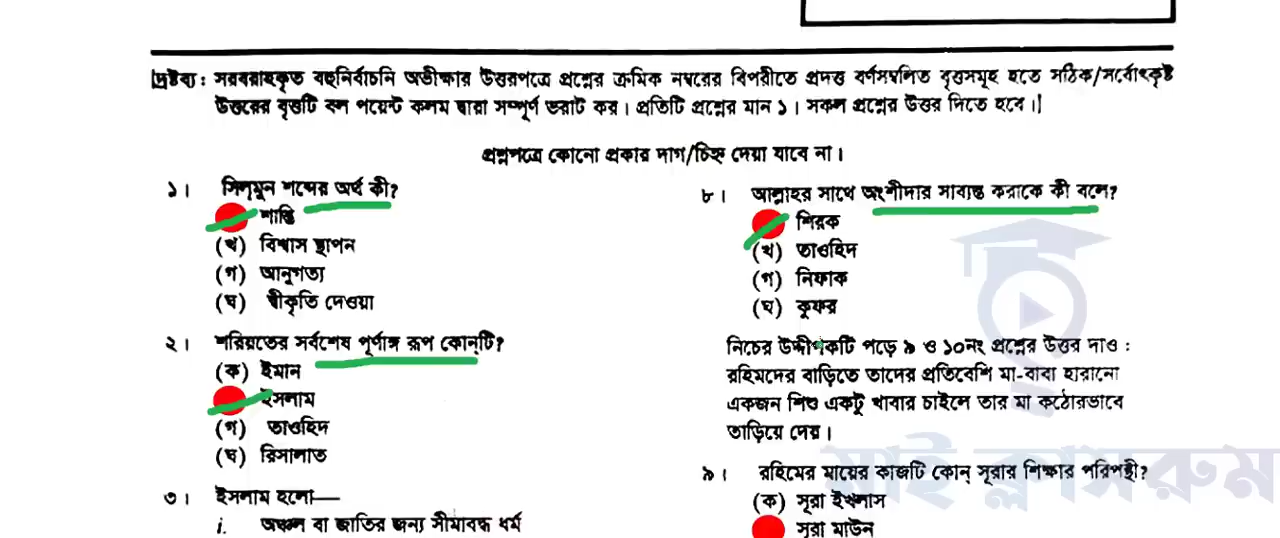 [দ্রষ্টব্য : সরবরাহকৃত বহুনির্বাচনি অভীক্ষার উত্তরপত্রে প্রশ্নের ক্রমিক নম্বরের বিপরীতে প্রদত্ত বর্ণসম্বলিত বৃত্তসমূহ হতে সঠিক/সর্বোৎকৃষ্ট
উত্তরের বৃত্তটি বল পয়েন্ট কলম দ্বারা সম্পূর্ণ ভরাট কর। প্রতিটি প্রশ্নের মান ১। সকল প্রশ্নের উত্তর দিতে হবে।]
প্রশ্নপত্রে কোনো প্রকার দাগ/চিহ্ন দেয়া যাবে না।
১। সিল্‌মুন শব্দের অর্থ কী?
শান্তি
(খ) বিশ্বাস স্থাপন
(গ) আনুগত্য
(ঘ) স্বীকৃতি দেওয়া
২। শরিয়তের সর্বশেষ পূর্ণাঙ্গ রূপ কোন্‌টি?
(ক) ইমান
ইসলাম
(গ) তাওহিদ
(ঘ) রিসালাত
৩। ইসলাম হলো—
i. অঞ্চল বা জাতির জন্য সীমাবদ্ধ ধর্ম
৮। আল্লাহর সাথে অংশীদার সাব্যস্ত করাকে কী বলে?
শিরক
(খ) তাওহিদ
(গ) নিফাক
(ঘ) কুফর
নিচের উদ্দীপকটি পড়ে ৯ ও ১০নং প্রশ্নের উত্তর দাও :
রহিমদের বাড়িতে তাদের প্রতিবেশি মা-বাবা হারানো
একজন শিশু একটু খাবার চাইলে তার মা কঠোরভাবে
তাড়িয়ে দেয়।
৯। রহিমের মায়ের কাজটি কোন্ সূরার শিক্ষার পরিপন্থী?
(ক) সূরা ইখলাস
সূরা মাউন
মাই ক্লাসরুম